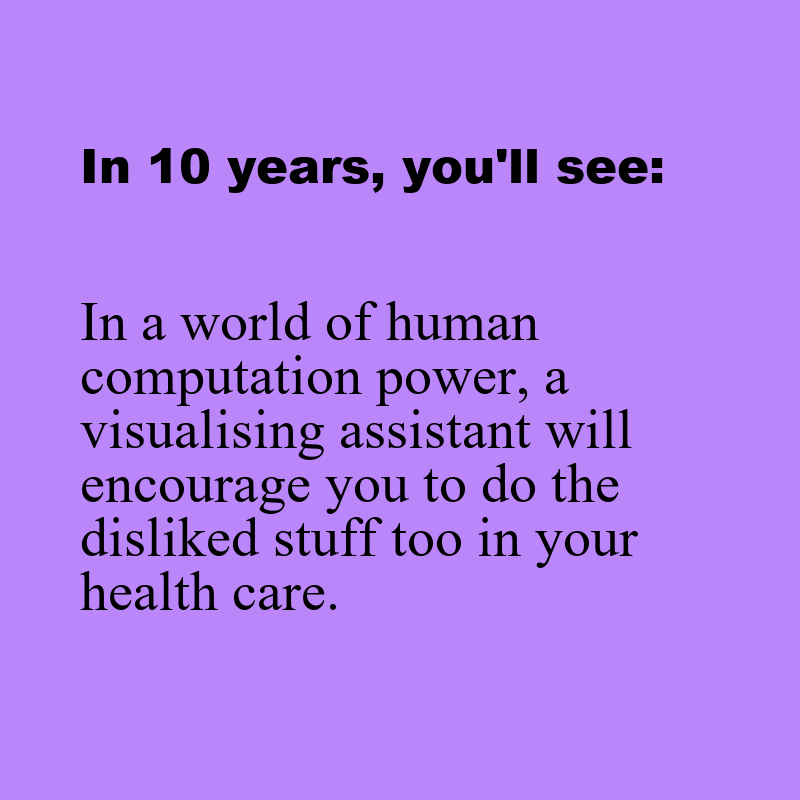 In 10 years, you'll see:
In a world of human
computation power, a
visualising assistant will
encourage you to do the
disliked stuff too in your
health care.